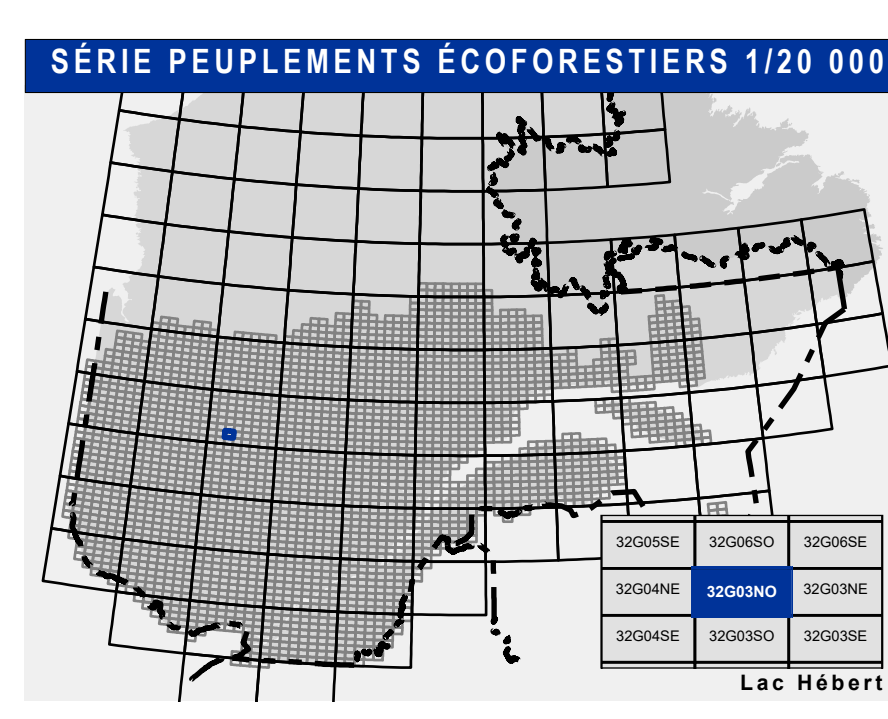 SÉRIE PEUPLEMENTS ÉCOFORESTIERS 1/20 000
32G05SE 32G06SO 32G06SE
32G04NE 32G03NO 32G03NE
32G04SE 32G03SO 32G03SE
Lac Hébert